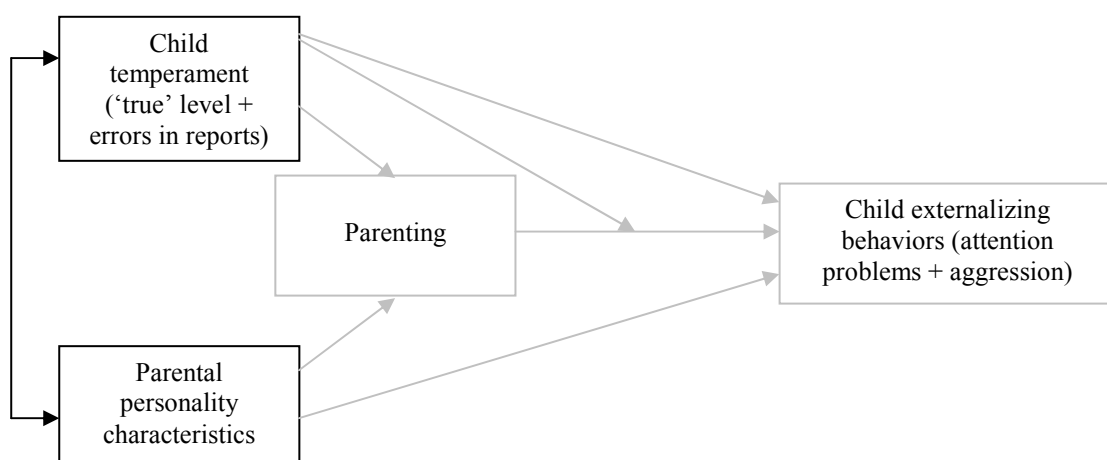 Child
temperament
(‘true’ level +
errors in reports)
Parenting
Child externalizing
behaviors (attention
problems + aggression)
Parental
personality
characteristics